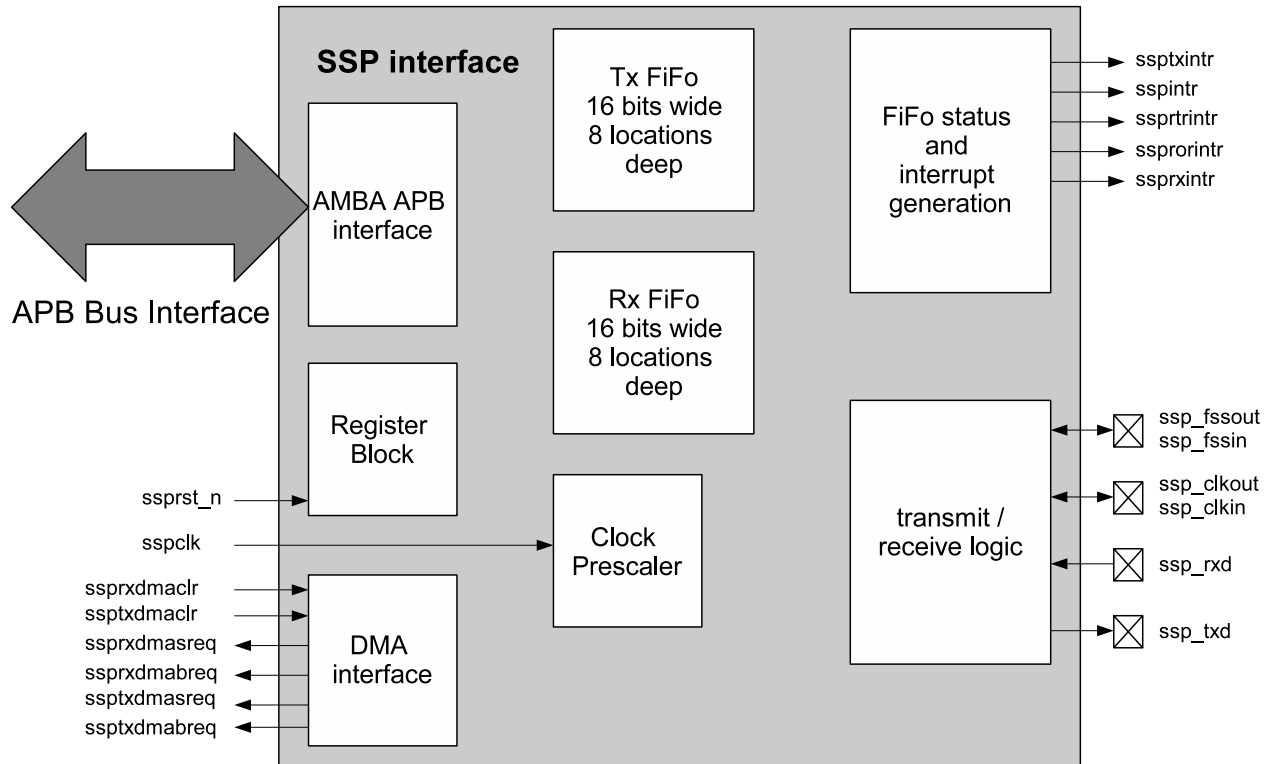 SSP interface
AMBA APB
interface
APB Bus Interface
Register
Block
ssprst_n
sspclk
ssprxdmaclr
ssptxdmaclr
ssprxdmasreq
ssprxdmabreq
ssptxdmasreq
ssptxdmabreq
DMA
interface
Tx FiFo
16 bits wide
8 locations
deep
Rx FiFo
16 bits wide
8 locations
deep
Clock
Prescaler
FiFo status
and
interrupt
generation
ssptxintr
sspintr
ssprtrintr
ssprorintr
ssprxintr
transmit /
receive logic
ssp_fssout
ssp_fssin
ssp_clkout
ssp_clkin
ssp_rxd
ssp_txd